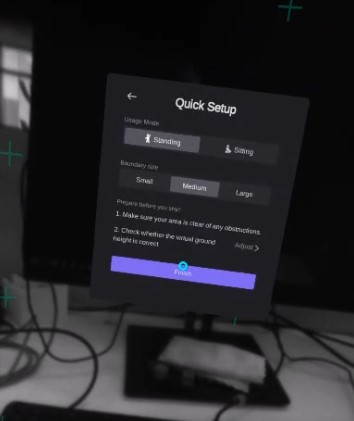 Quick Setup
Usage Mode
Standing
Sitting
Boundary size
Small
Medium
Large
Prepare before you start
1. Make sure your area is clear of any obstructions.
2. Check whether the virtual ground
height is correct
Adjust
Finish